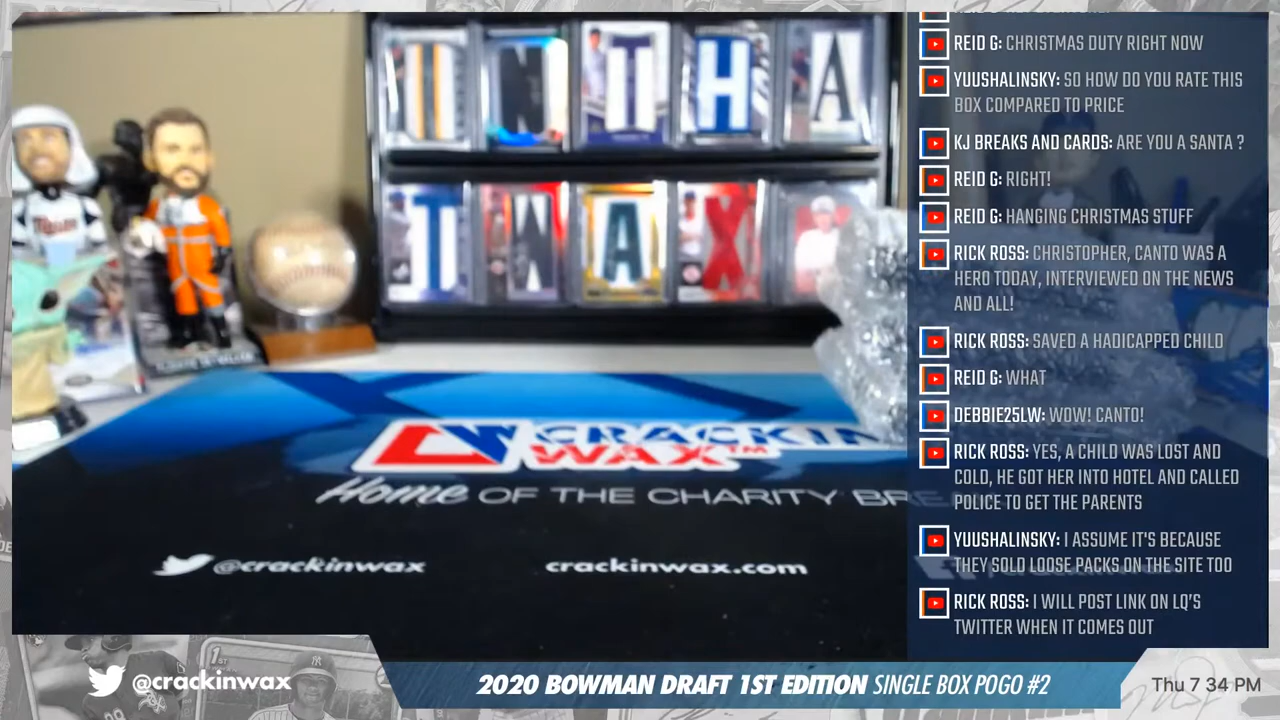 I N T H A
T W A X
CRACKIN
WAX™
Home OF THE CHARITY BRE
@crackinwax crackinwax.com
REID G: CHRISTMAS DUTY RIGHT NOW
YUUSHALINSKY: SO HOW DO YOU RATE THIS
BOX COMPARED TO PRICE
KJ BREAKS AND CARDS: ARE YOU A SANTA ?
REID G: RIGHT!
REID G: HANGING CHRISTMAS STUFF
RICK ROSS: CHRISTOPHER, CANTO WAS A
HERO TODAY, INTERVIEWED ON THE NEWS
AND ALL!
RICK ROSS: SAVED A HADICAPPED CHILD
REID G: WHAT
DEBBIE25LW: WOW! CANTO!
RICK ROSS: YES, A CHILD WAS LOST AND
COLD, HE GOT HER INTO HOTEL AND CALLED
POLICE TO GET THE PARENTS
YUUSHALINSKY: I ASSUME IT'S BECAUSE
THEY SOLD LOOSE PACKS ON THE SITE TOO
RICK ROSS: I WILL POST LINK ON LQ'S
TWITTER WHEN IT COMES OUT
@crackinwax
2020 BOWMAN DRAFT 1ST EDITION SINGLE BOX POGO #2
Thu 7 34 PM